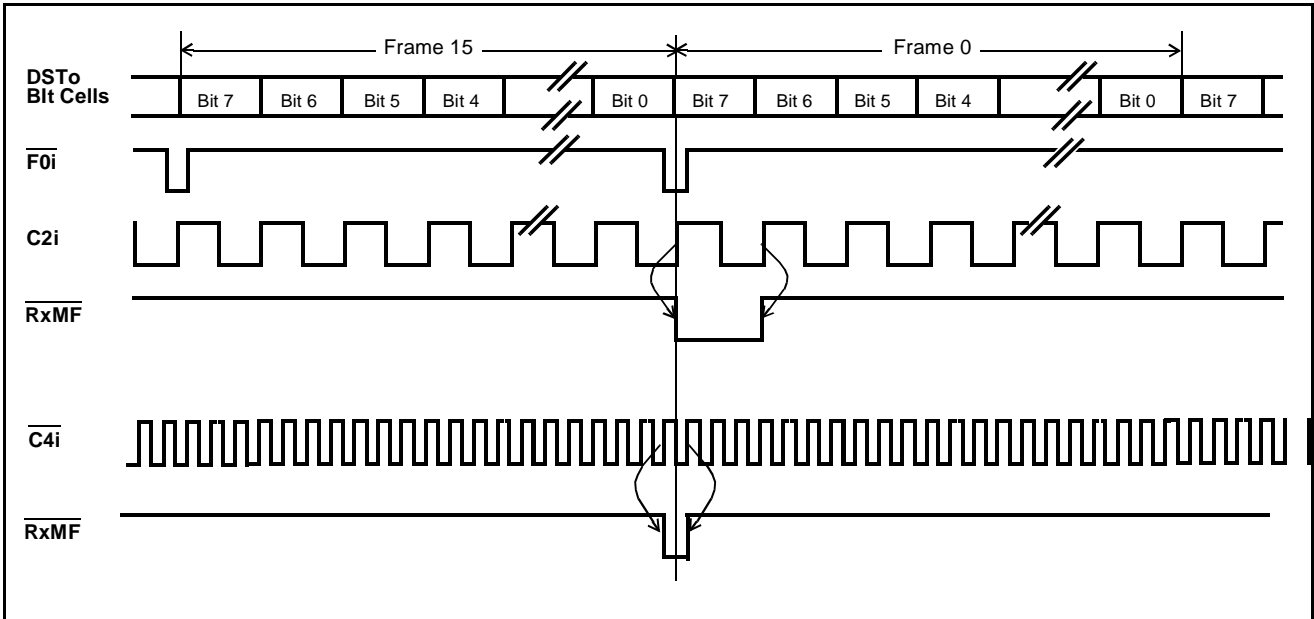 Frame 15 Frame 0
DSTo
BIt Cells
Bit 7 Bit 6 Bit 5 Bit 4 Bit 0 Bit 7 Bit 6 Bit 5 Bit 4 Bit 0 Bit 7
F0i
C2i
RxMF
C4i
RxMF